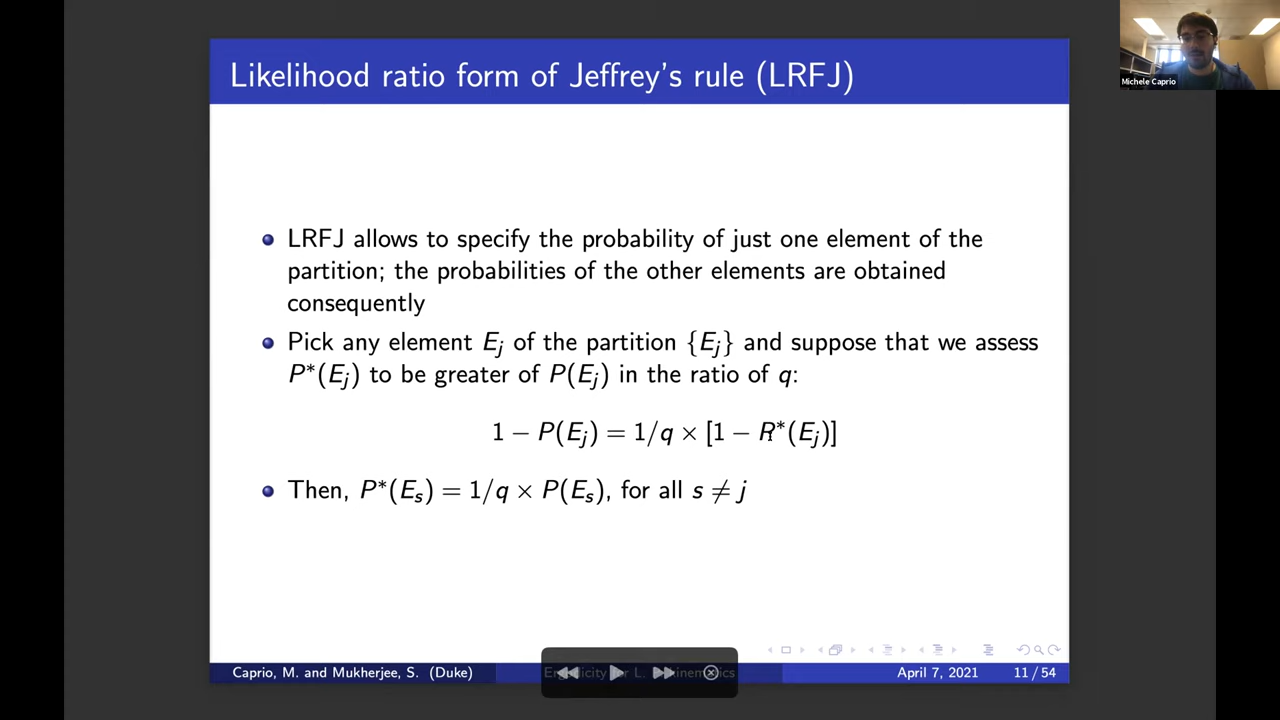 Likelihood ratio form of Jeffrey's rule (LRFJ)
Michele Caprio
LRFJ allows to specify the probability of just one element of the
partition; the probabilities of the other elements are obtained
consequently
Pick any element E_j of the partition {E_j} and suppose that we assess
P*(E_j) to be greater of P(E_j) in the ratio of q:
1 − P(E_j) = 1/q × [1 − P*(E_j)]
Then, P*(E_s) = 1/q × P(E_s), for all s ≠ j
Caprio, M. and Mukherjee, S. (Duke)
April 7, 2021
11 / 54